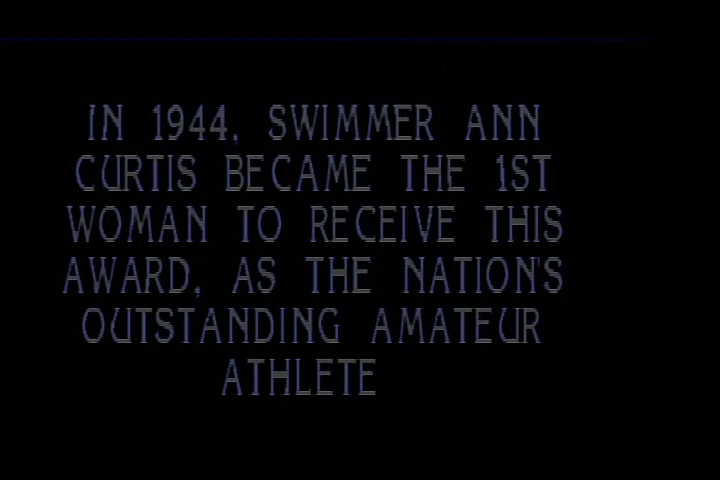 IN 1944, SWIMMER ANN
CURTIS BECAME THE 1ST
WOMAN TO RECEIVE THIS
AWARD, AS THE NATION'S
OUTSTANDING AMATEUR
ATHLETE